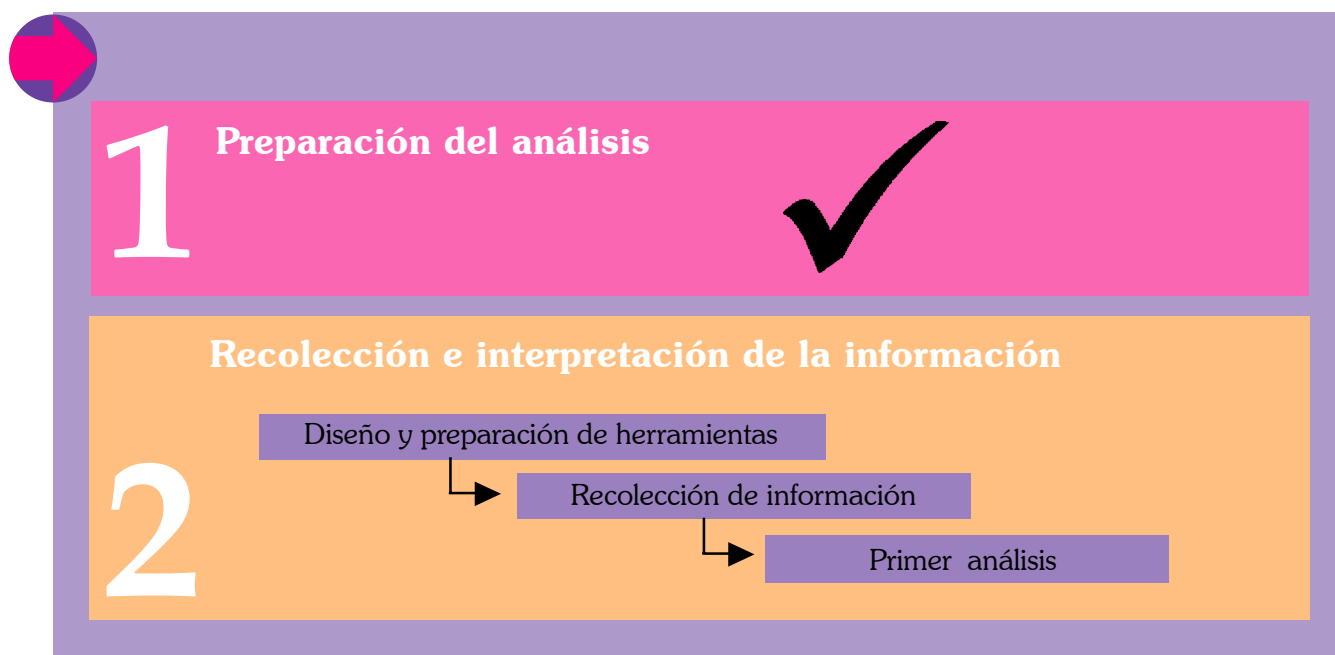 1 Preparación del análisis
Recolección e interpretación de la información
2
Diseño y preparación de herramientas
Recolección de información
Primer análisis